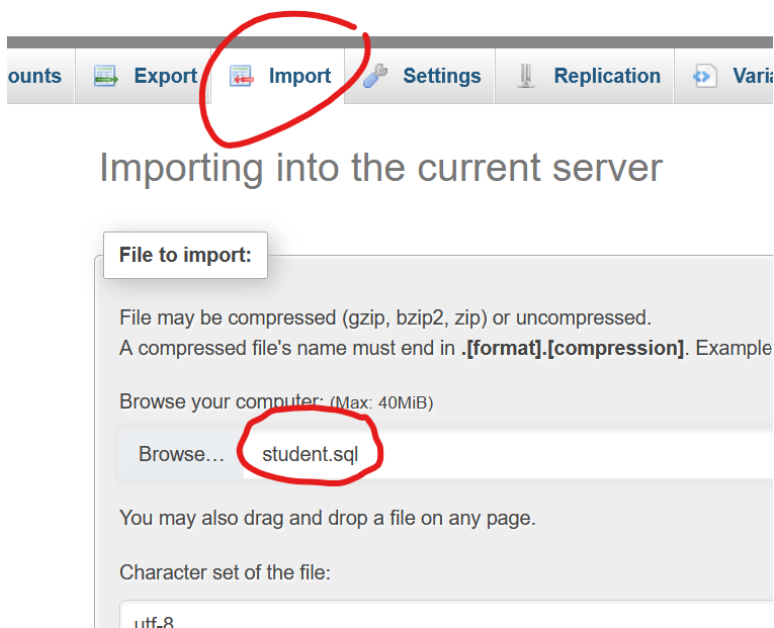 ounts Export Import Settings Replication Varia
Importing into the current server
File to import:
File may be compressed (gzip, bzip2, zip) or uncompressed.
A compressed file's name must end in .[format].[compression]. Example
Browse your computer: (Max: 40MiB)
Browse... student.sql
You may also drag and drop a file on any page.
Character set of the file:
utf-8